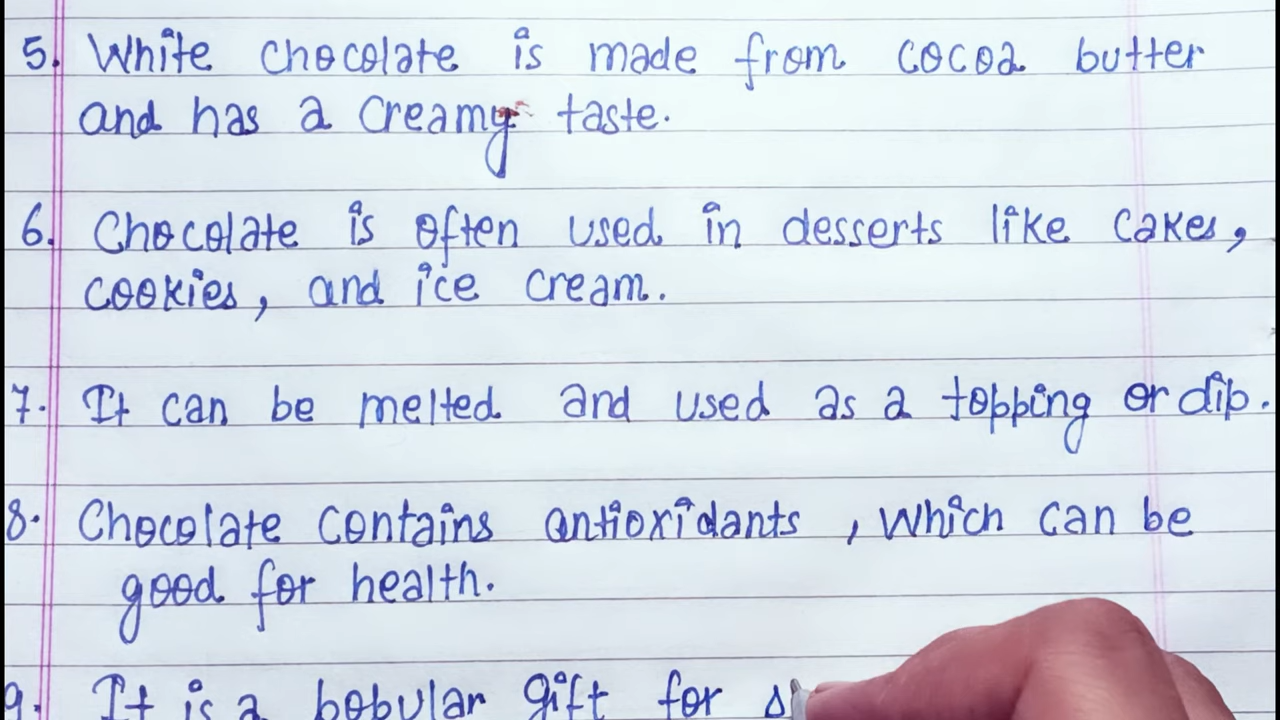 5. White chocolate is made from cocoa butter
and has a creamy taste.
6. Chocolate is often used in desserts like cakes,
cookies, and ice cream.
7. It can be melted and used as a topping or dip.
8. Chocolate contains antioxidants, which can be
good for health.
9. It is a popular gift for